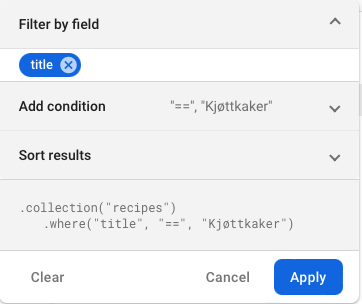 Filter by field
title
Add condition "==", "Kjøttkaker"
Sort results
.collection("recipes")
.where("title", "==", "Kjøttkaker")
Clear Cancel Apply